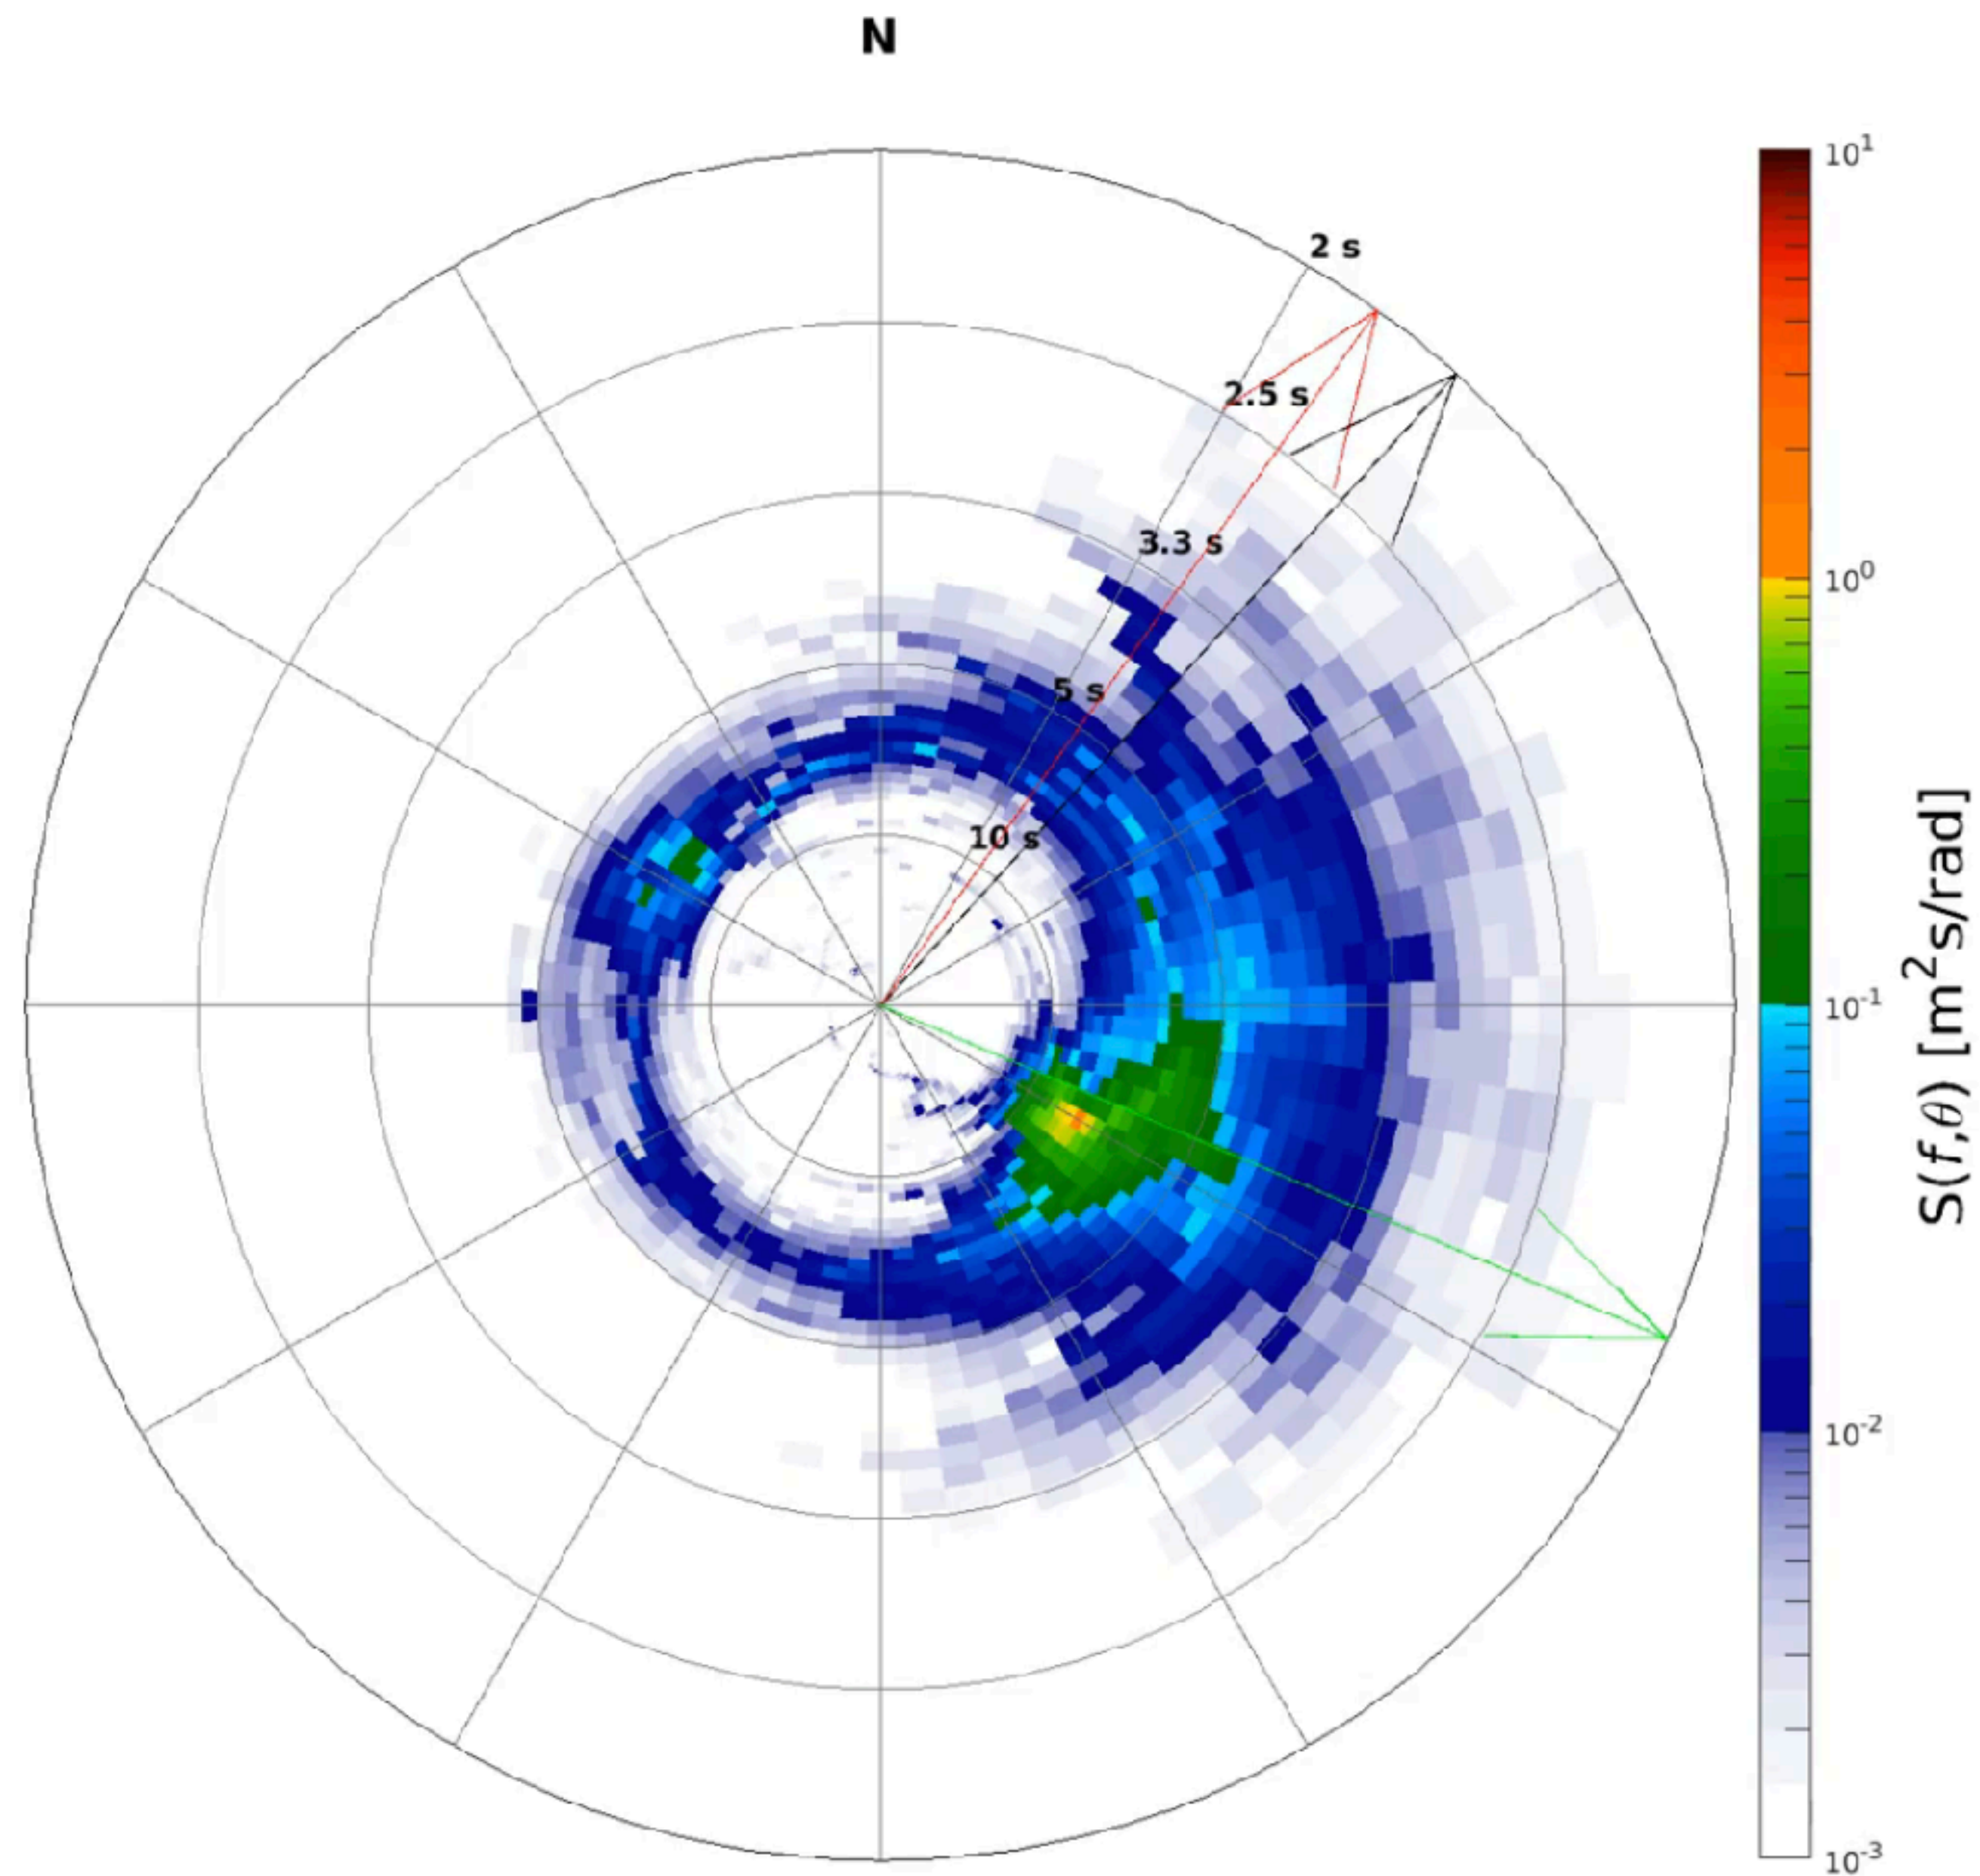 N
2 s
2.5 s
3.3 s
5 s
10 s
10¹
10⁰
10⁻¹
10⁻²
10⁻³
S(f,θ) [m²s/rad]